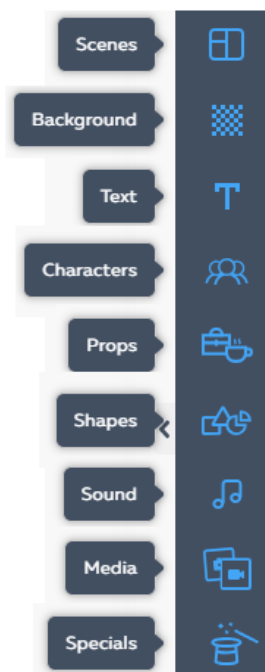 Scenes
Background
Text
Characters
Props
Shapes
Sound
Media
Specials